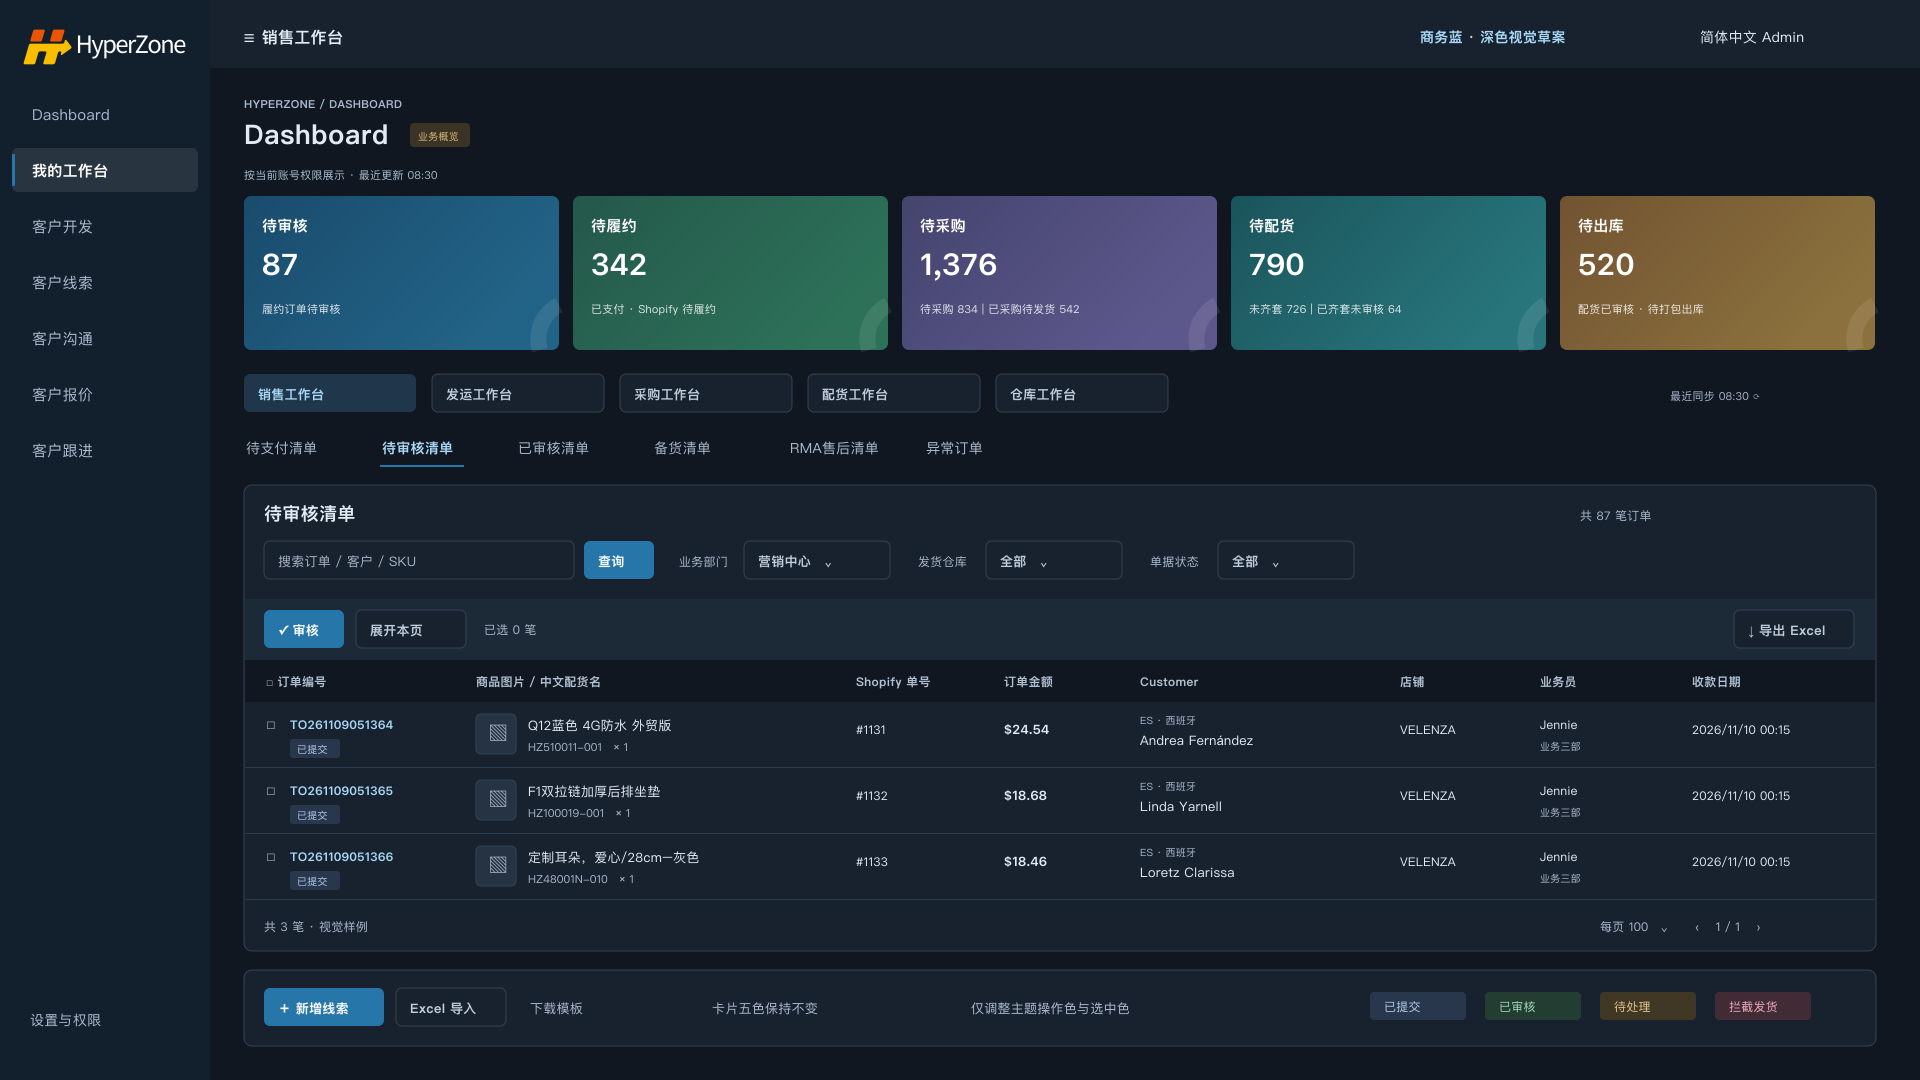 HyperZone
≡ 销售工作台
商务蓝 · 深色视觉草案
简体中文 Admin
Dashboard
我的工作台
客户开发
客户线索
客户沟通
客户报价
客户跟进
设置与权限
HYPERZONE / DASHBOARD
Dashboard
业务概览
按当前账号权限展示 · 最近更新 08:30
待审核
87
履约订单待审核
待履约
342
已支付 · Shopify 待履约
待采购
1,376
待采购 834 | 已采购待发货 542
待配货
790
未齐套 726 | 已齐套未审核 64
待出库
520
配货已审核 · 待打包出库
销售工作台
发运工作台
采购工作台
配货工作台
仓库工作台
最近同步 08:30
待支付清单
待审核清单
已审核清单
备货清单
RMA售后清单
异常订单
待审核清单
共 87 笔订单
搜索订单 / 客户 / SKU
查询
业务部门
营销中心
发货仓库
全部
单据状态
全部
✓ 审核
展开本页
已选 0 笔
↓ 导出 Excel
订单编号
商品图片 / 中文配货名
Shopify 单号
订单金额
Customer
店铺
业务员
收款日期
TO261109051364
已提交
Q12蓝色 4G防水 外贸版
HZ510011-001 × 1
#1131
$24.54
ES · 西班牙
Andrea Fernández
VELENZA
Jennie
业务三部
2026/11/10 00:15
TO261109051365
已提交
F1双拉链加厚后排坐垫
HZ100019-001 × 1
#1132
$18.68
ES · 西班牙
Linda Yarnell
VELENZA
Jennie
业务三部
2026/11/10 00:15
TO261109051366
已提交
定制耳朵，爱心/28cm—灰色
HZ48001N-010 × 1
#1133
$18.46
ES · 西班牙
Loretz Clarissa
VELENZA
Jennie
业务三部
2026/11/10 00:15
共 3 笔 · 视觉样例
每页 100
‹ 1 / 1 ›
+ 新增线索
Excel 导入
下载模板
卡片五色保持不变
仅调整主题操作色与选中色
已提交
已审核
待处理
拦截发货